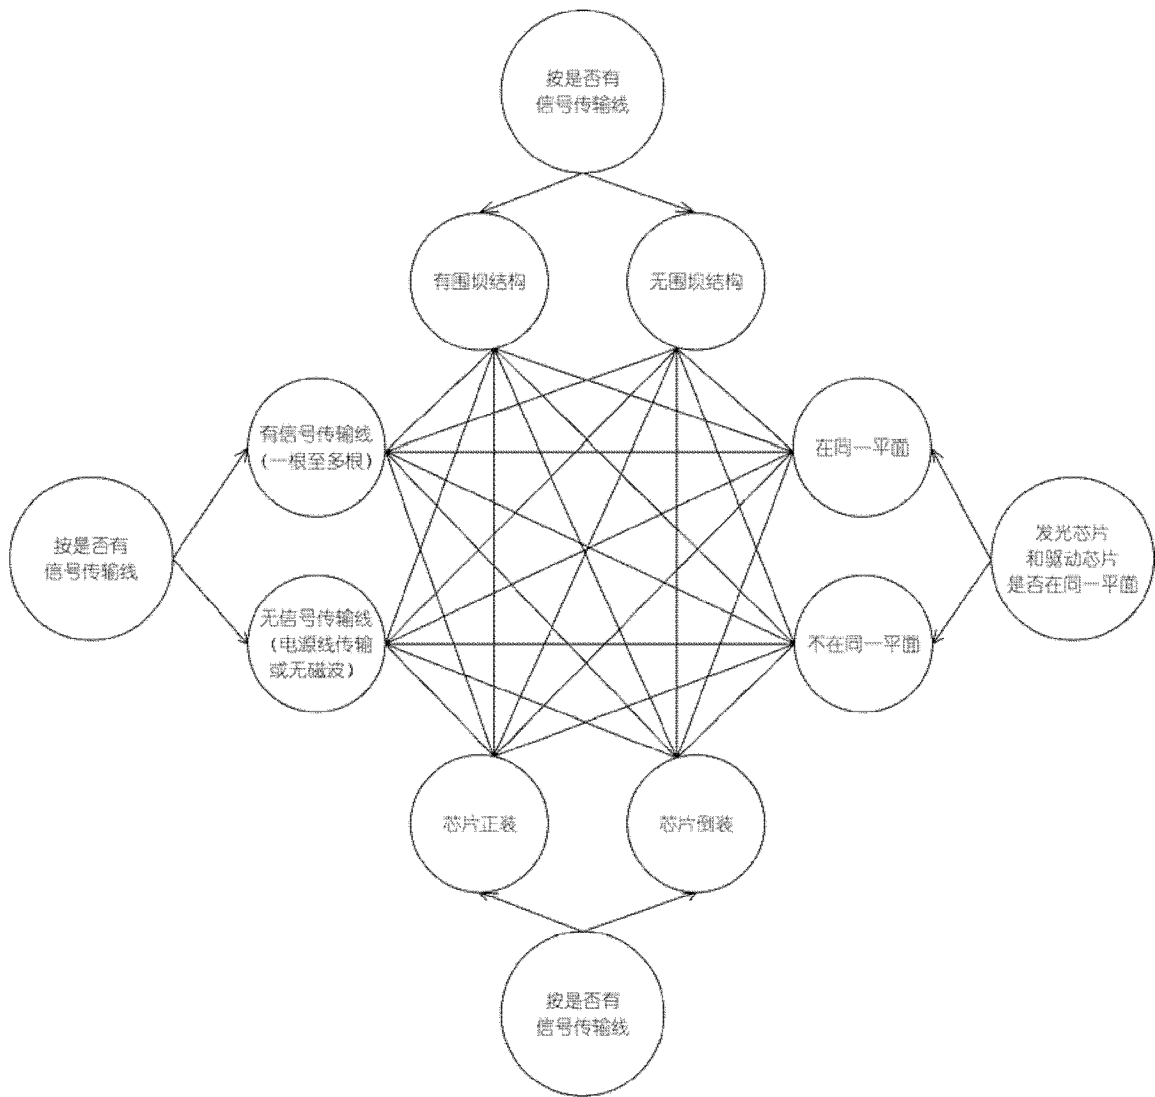 按是否有
信号传输线
有围坝结构
无围坝结构
有信号传输线
(一根至多根)
在同一平面
按是否有
信号传输线
发光芯片
和驱动芯片
是否在同一平面
无信号传输线
(电源线传输
或无磁波)
不在同一平面
芯片正装
芯片倒装
按是否有
信号传输线